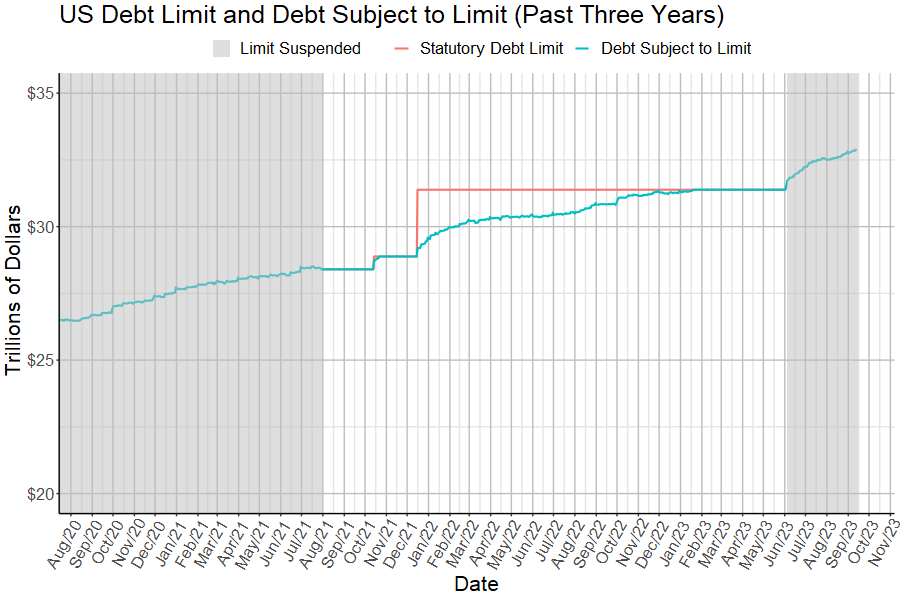 US Debt Limit and Debt Subject to Limit (Past Three Years)
Limit Suspended
Statutory Debt Limit
Debt Subject to Limit
Trillions of Dollars
$35
$30
$25
$20
Aug/20
Sep/20
Oct/20
Nov/20
Dec/20
Jan/21
Feb/21
Mar/21
Apr/21
May/21
Jun/21
Jul/21
Aug/21
Sep/21
Oct/21
Nov/21
Dec/21
Jan/22
Feb/22
Mar/22
Apr/22
May/22
Jun/22
Jul/22
Aug/22
Sep/22
Oct/22
Nov/22
Dec/22
Jan/23
Feb/23
Mar/23
Apr/23
May/23
Jun/23
Jul/23
Aug/23
Sep/23
Oct/23
Nov/23
Date